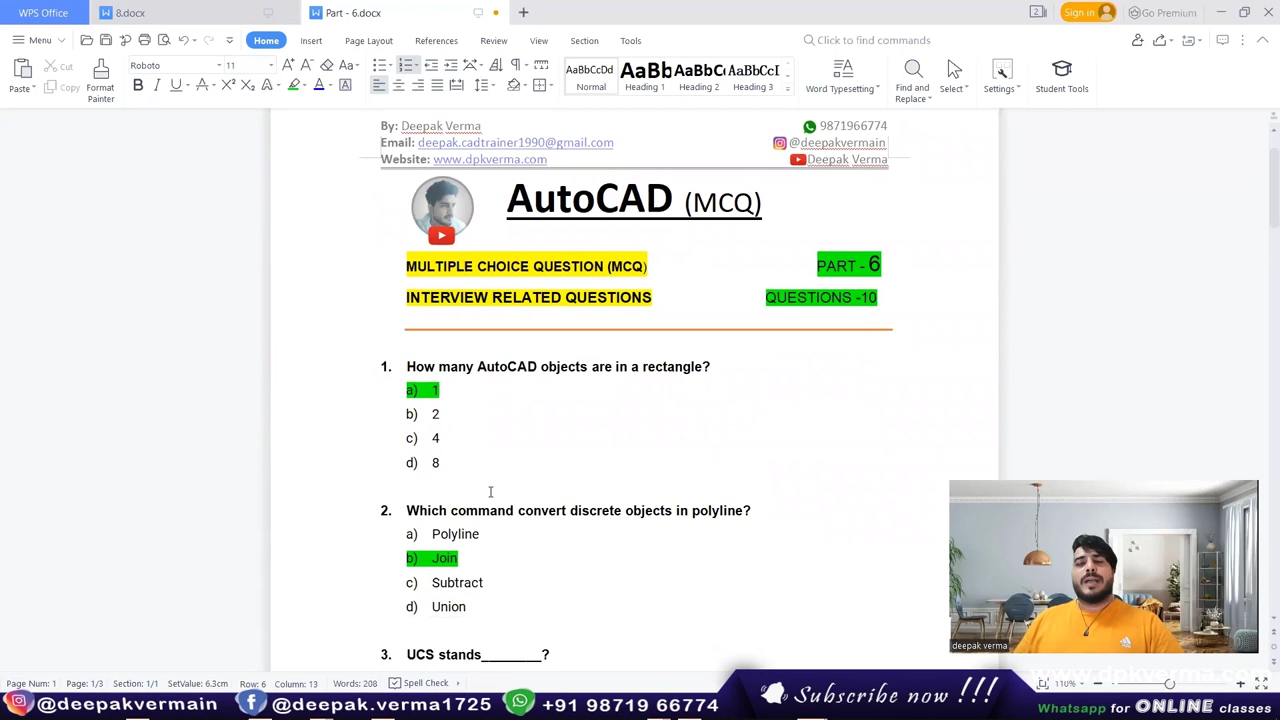 WPS Office
8.docx
Part - 6.docx
Sign in
Go Premium
Menu
Home
Insert
Page Layout
References
Review
View
Section
Tools
Click to find commands
Paste
Cut
Copy
Format
Painter
Roboto
11
AaBbCcDd
Normal
AaBb
Heading 1
AaBbC
Heading 2
AaBbCcI
Heading 3
Word Typesetting
Find and
Replace
Select
Settings
Student Tools
By: Deepak Verma
9871966774
Email: deepak.cadtrainer1990@gmail.com
@deepakvermain
Website: www.dpkverma.com
Deepak Verma
AutoCAD (MCQ)
MULTIPLE CHOICE QUESTION (MCQ)
PART - 6
INTERVIEW RELATED QUESTIONS
QUESTIONS -10
1. How many AutoCAD objects are in a rectangle?
a) 1
b) 2
c) 4
d) 8
2. Which command convert discrete objects in polyline?
a) Polyline
b) Join
c) Subtract
d) Union
3. UCS stands________?
deepak verma
Page Num: 1
Page: 1/3
Section: 1/1
SetValue: 6.3cm
Row: 6
Column: 13
Words: 208
Spell Check
110%
www.dpkverma.com
@deepakvermain
@deepak.verma1725
+91 98719 66774
Subscribe now !!!
Whatsapp for ONLINE classes